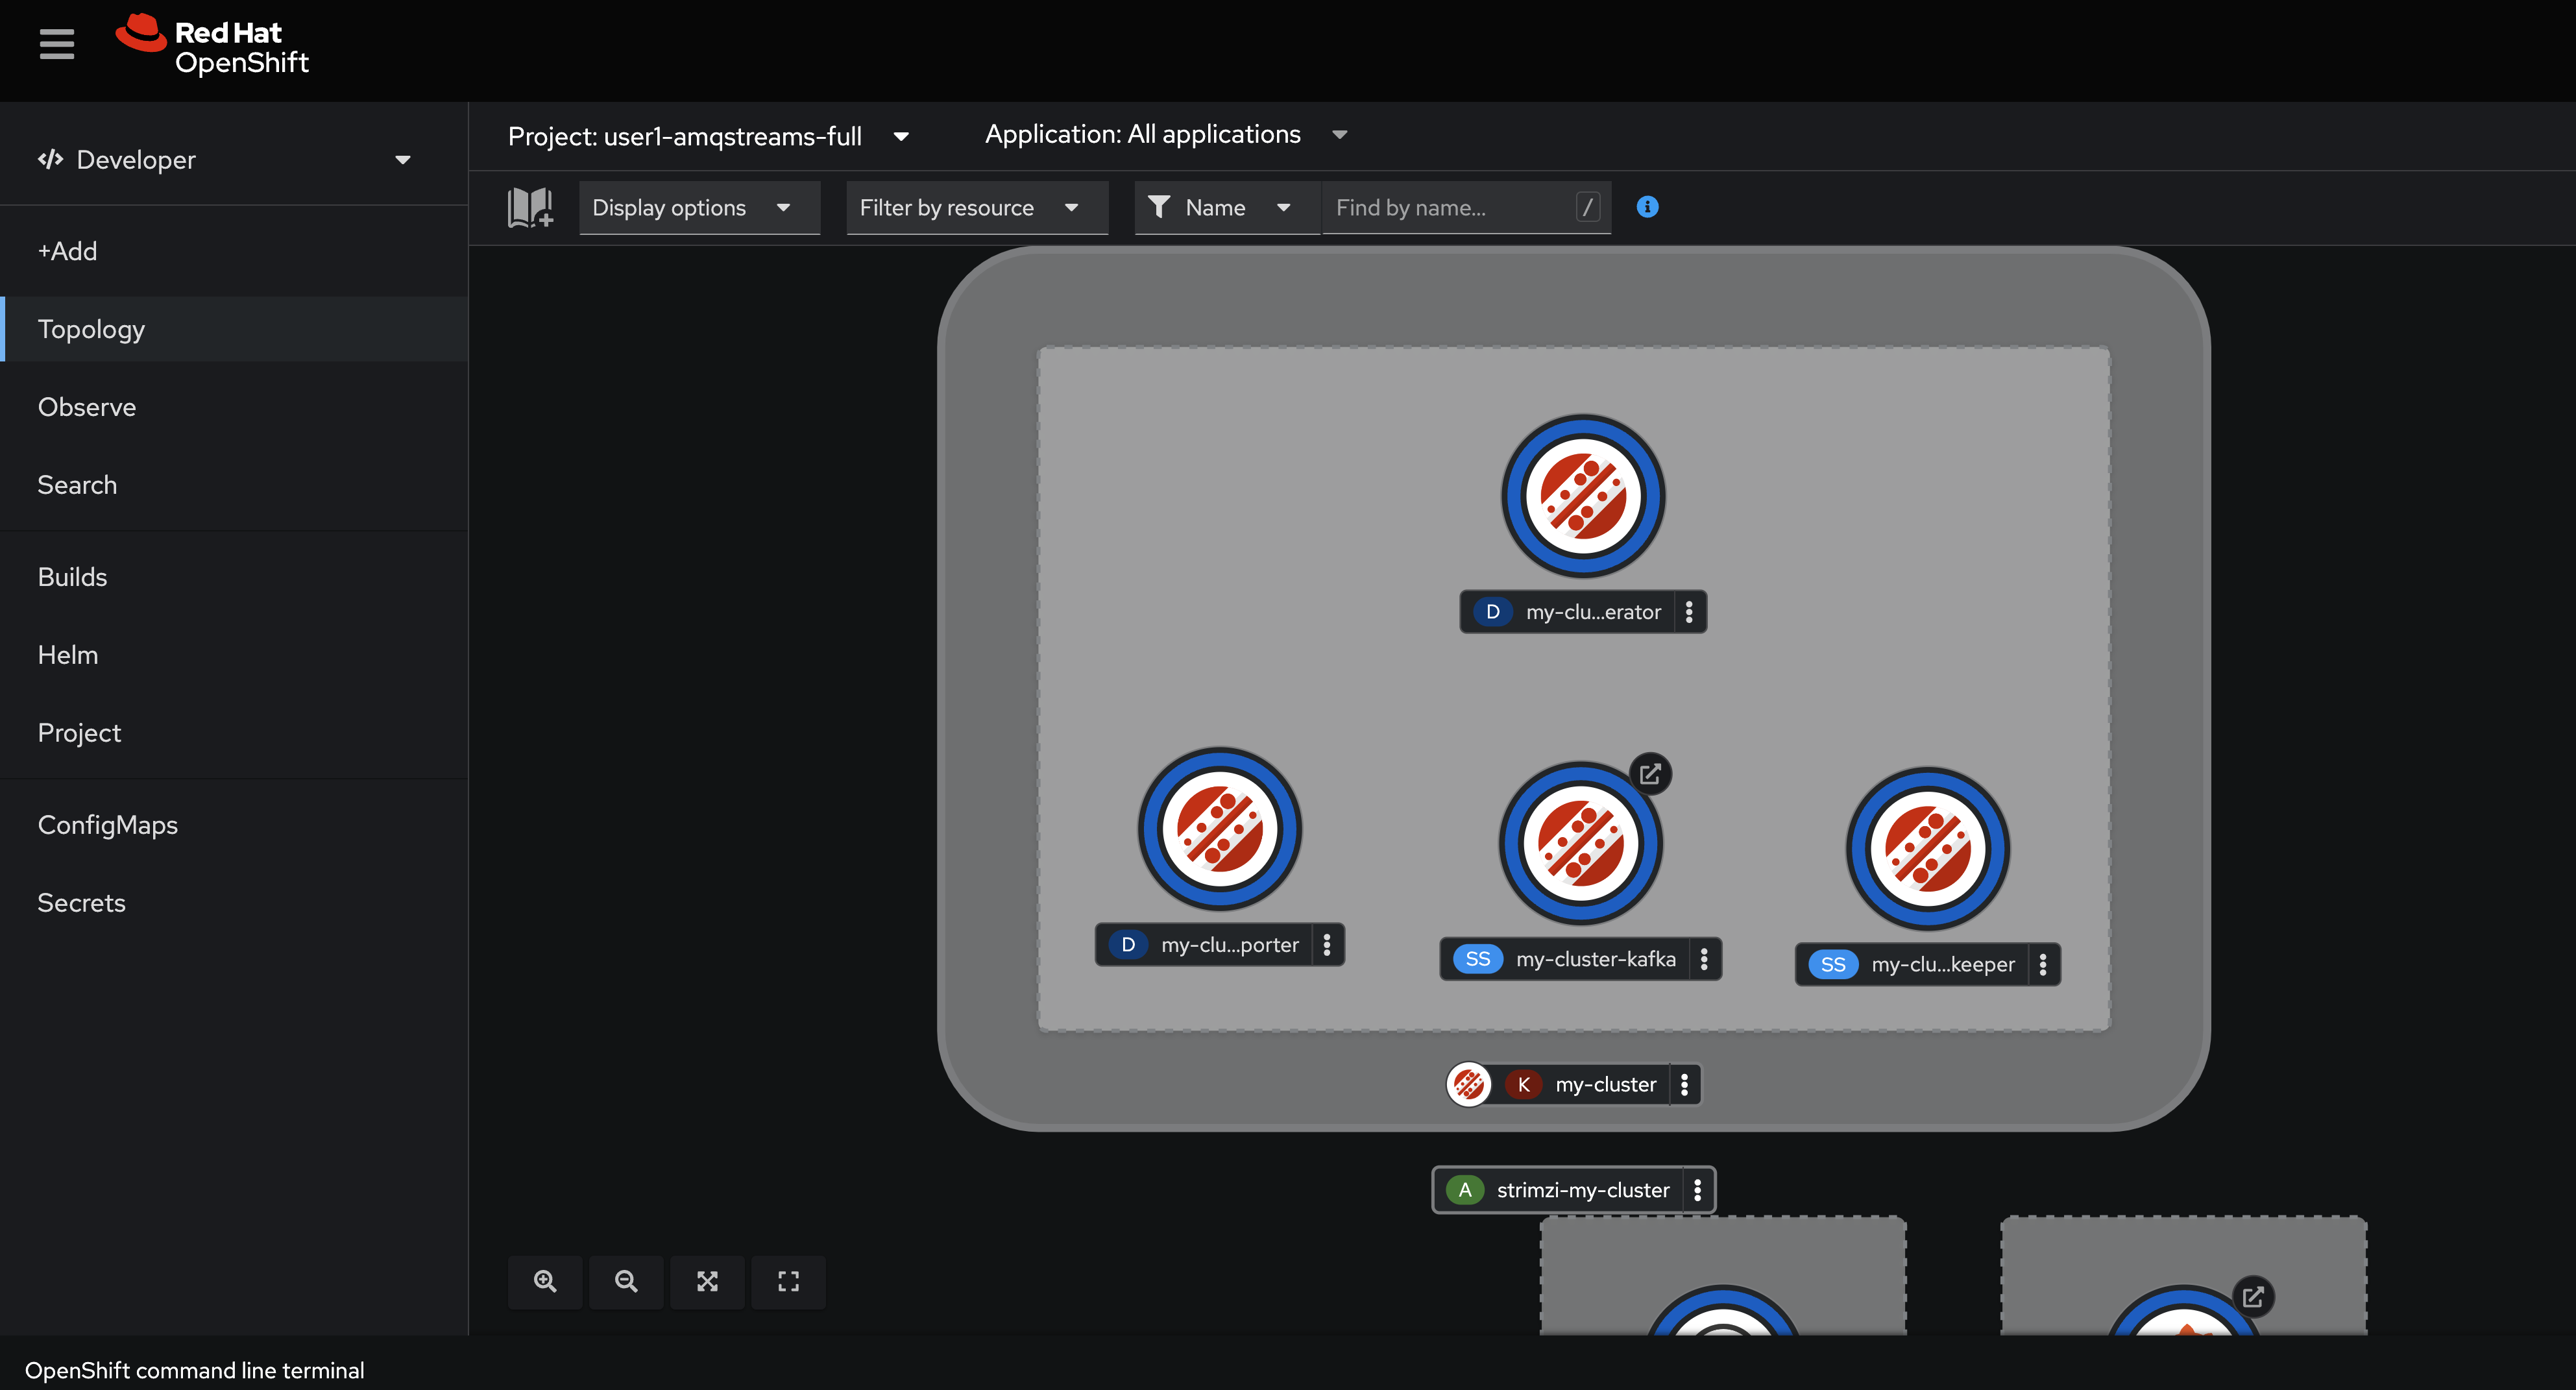 Red Hat
OpenShift
Developer
Project: user1-amqstreams-full
Application: All applications
Display options
Filter by resource
Name
Find by name...
/
+Add
Topology
Observe
Search
Builds
Helm
Project
ConfigMaps
Secrets
D my-clu...erator
D my-clu...porter
SS my-cluster-kafka
SS my-clu...keeper
K my-cluster
A strimzi-my-cluster
OpenShift command line terminal